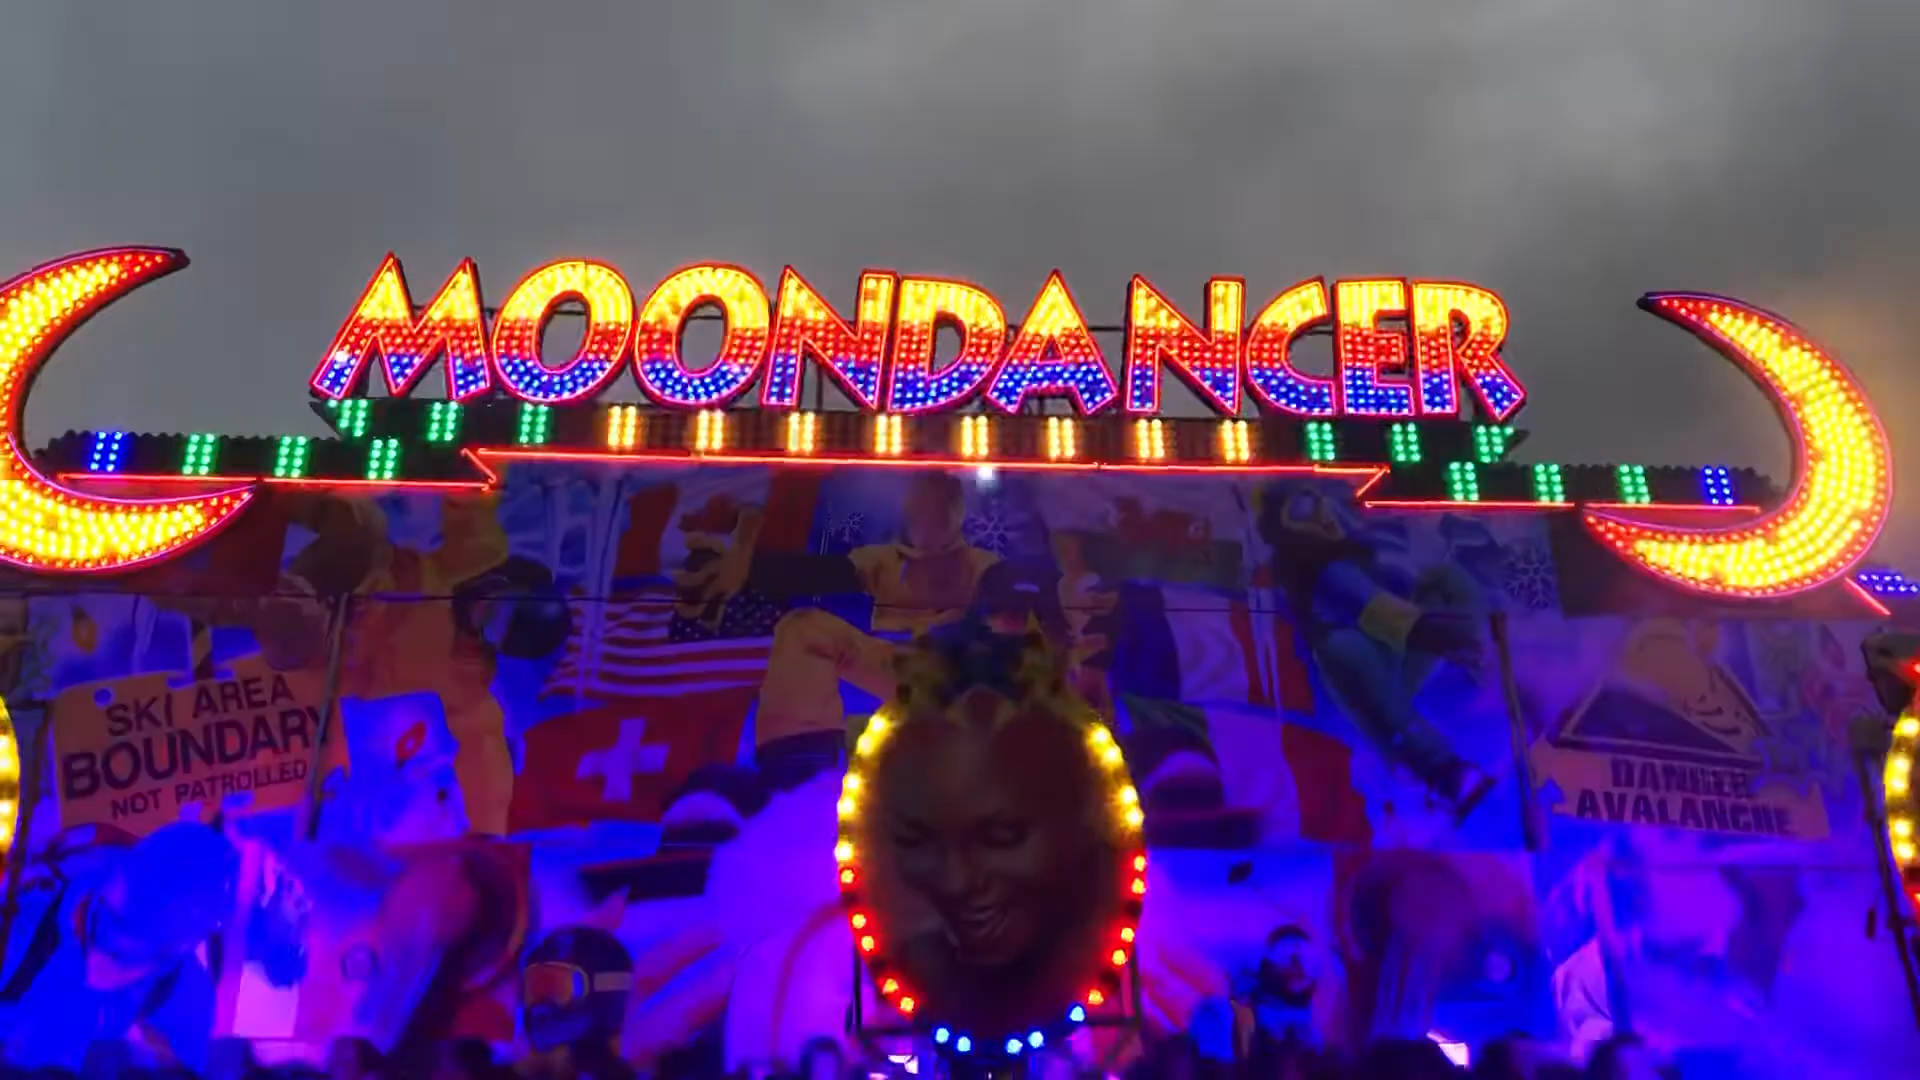 MOONDANCER
SKI AREA
BOUNDARY
NOT PATROLLED
DANGER
AVALANCHE